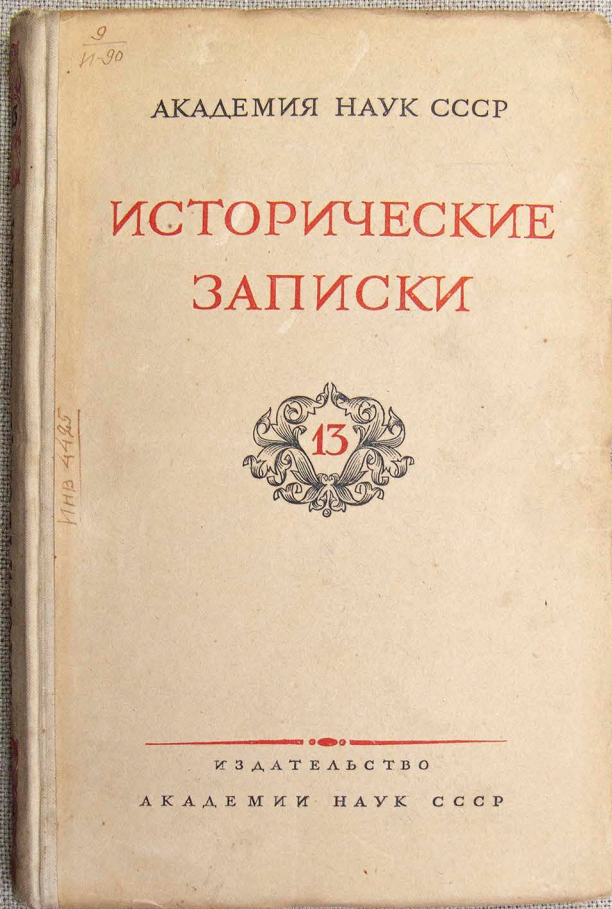 9
И-90
АКАДЕМИЯ НАУК СССР
ИСТОРИЧЕСКИЕ
ЗАПИСКИ
13
ИНВ 4425
ИЗДАТЕЛЬСТВО
АКАДЕМИИ НАУК СССР